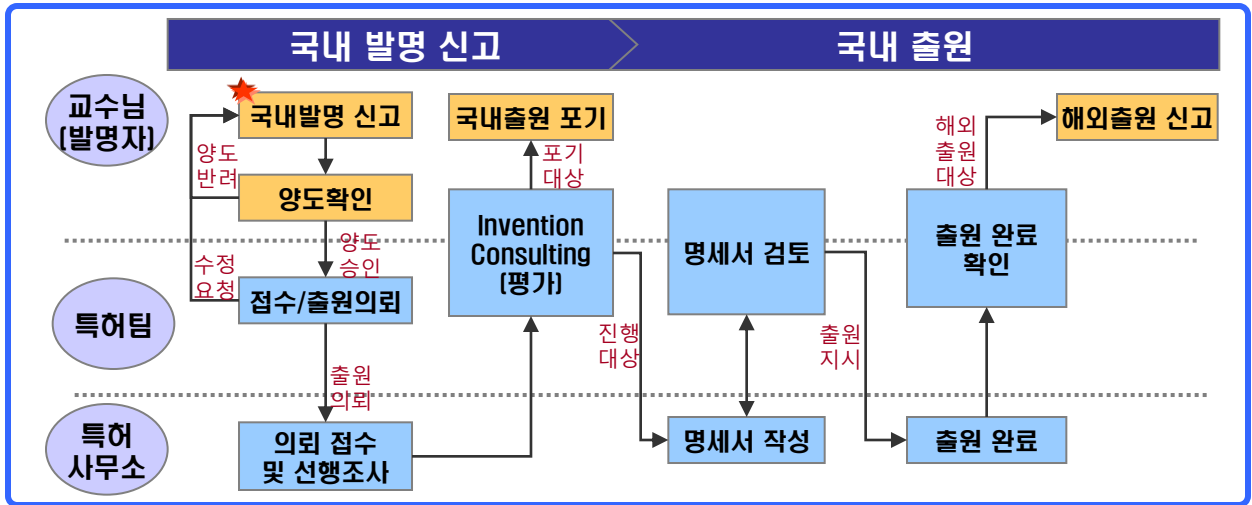 국내 발명 신고
국내 출원
교수님
(발명자)
국내발명 신고
국내출원 포기
해외출원 신고
양도
반려
포기
대상
해외
출원
대상
양도확인
Invention
Consulting
(평가)
명세서 검토
출원 완료
확인
양도
승인
수정
요청
특허팀
접수/출원의뢰
진행
대상
출원
지시
출원
의뢰
특허
사무소
의뢰 접수
및 선행조사
명세서 작성
출원 완료